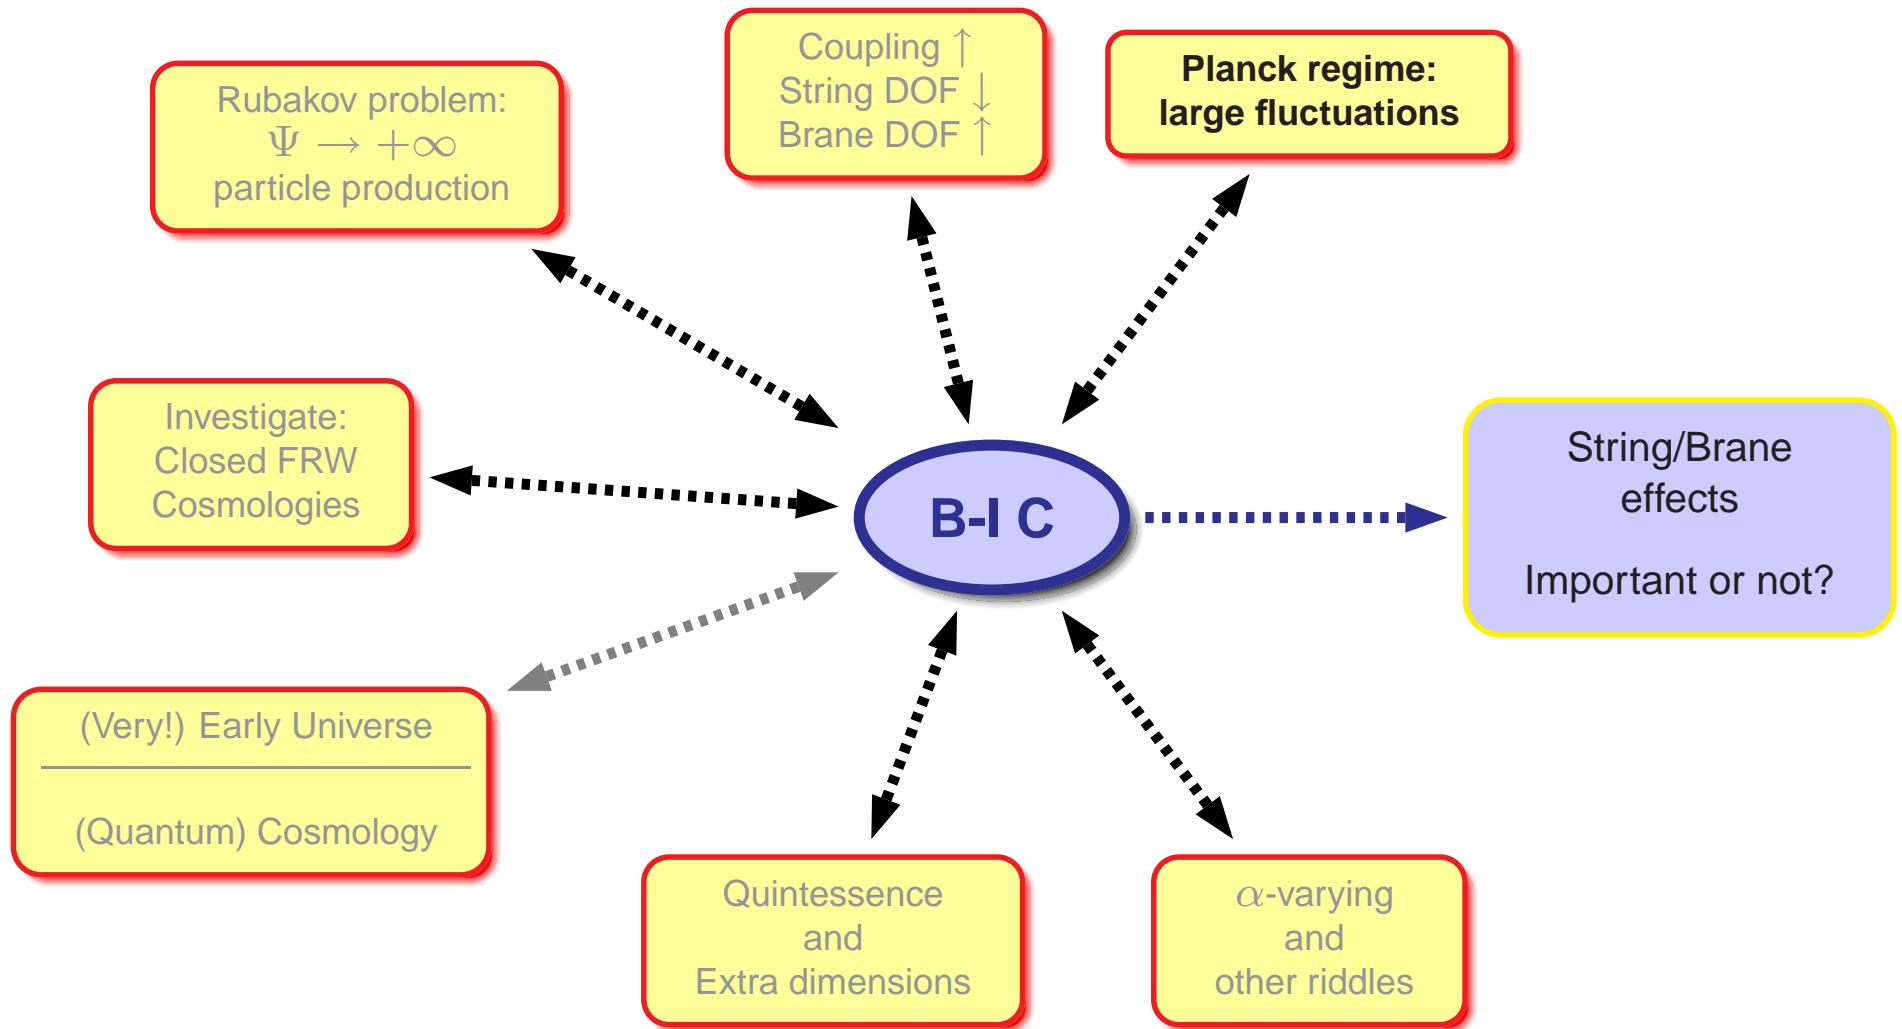 Rubakov problem:
Ψ → +∞
particle production
Coupling ↑
String DOF ↓
Brane DOF ↑
Planck regime:
large fluctuations
Investigate:
Closed FRW
Cosmologies
B-I C
String/Brane
effects
Important or not?
(Very!) Early Universe
(Quantum) Cosmology
Quintessence
and
Extra dimensions
α-varying
and
other riddles